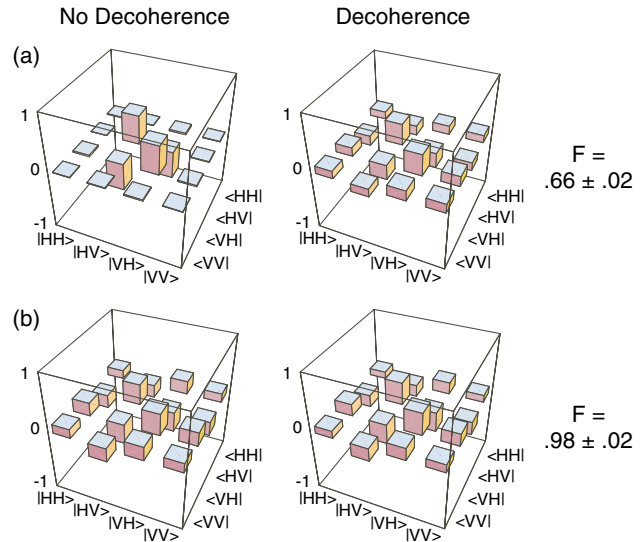 No Decoherence Decoherence
(a)
1
0
-1
|HH>
|HV>
|VH>
|VV>
<HH|
<HV|
<VH|
<VV|
1
0
-1
|HH>
|HV>
|VH>
|VV>
<HH|
<HV|
<VH|
<VV|
F =
.66 ± .02
(b)
1
0
-1
|HH>
|HV>
|VH>
|VV>
<HH|
<HV|
<VH|
<VV|
1
0
-1
|HH>
|HV>
|VH>
|VV>
<HH|
<HV|
<VH|
<VV|
F =
.98 ± .02